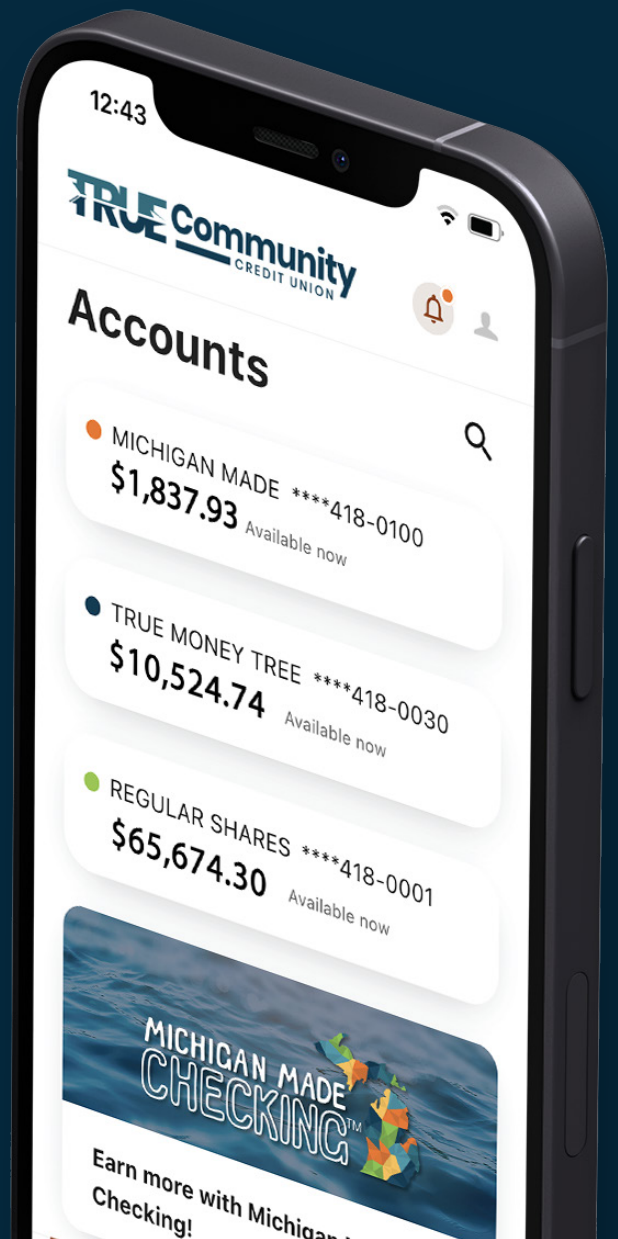 12:43
TRUE Community
CREDIT UNION
Accounts
MICHIGAN MADE ****418-0100
$1,837.93 Available now
TRUE MONEY TREE ****418-0030
$10,524.74 Available now
REGULAR SHARES ****418-0001
$65,674.30 Available now
MICHIGAN MADE
CHECKING™
Earn more with Michigan
Checking!